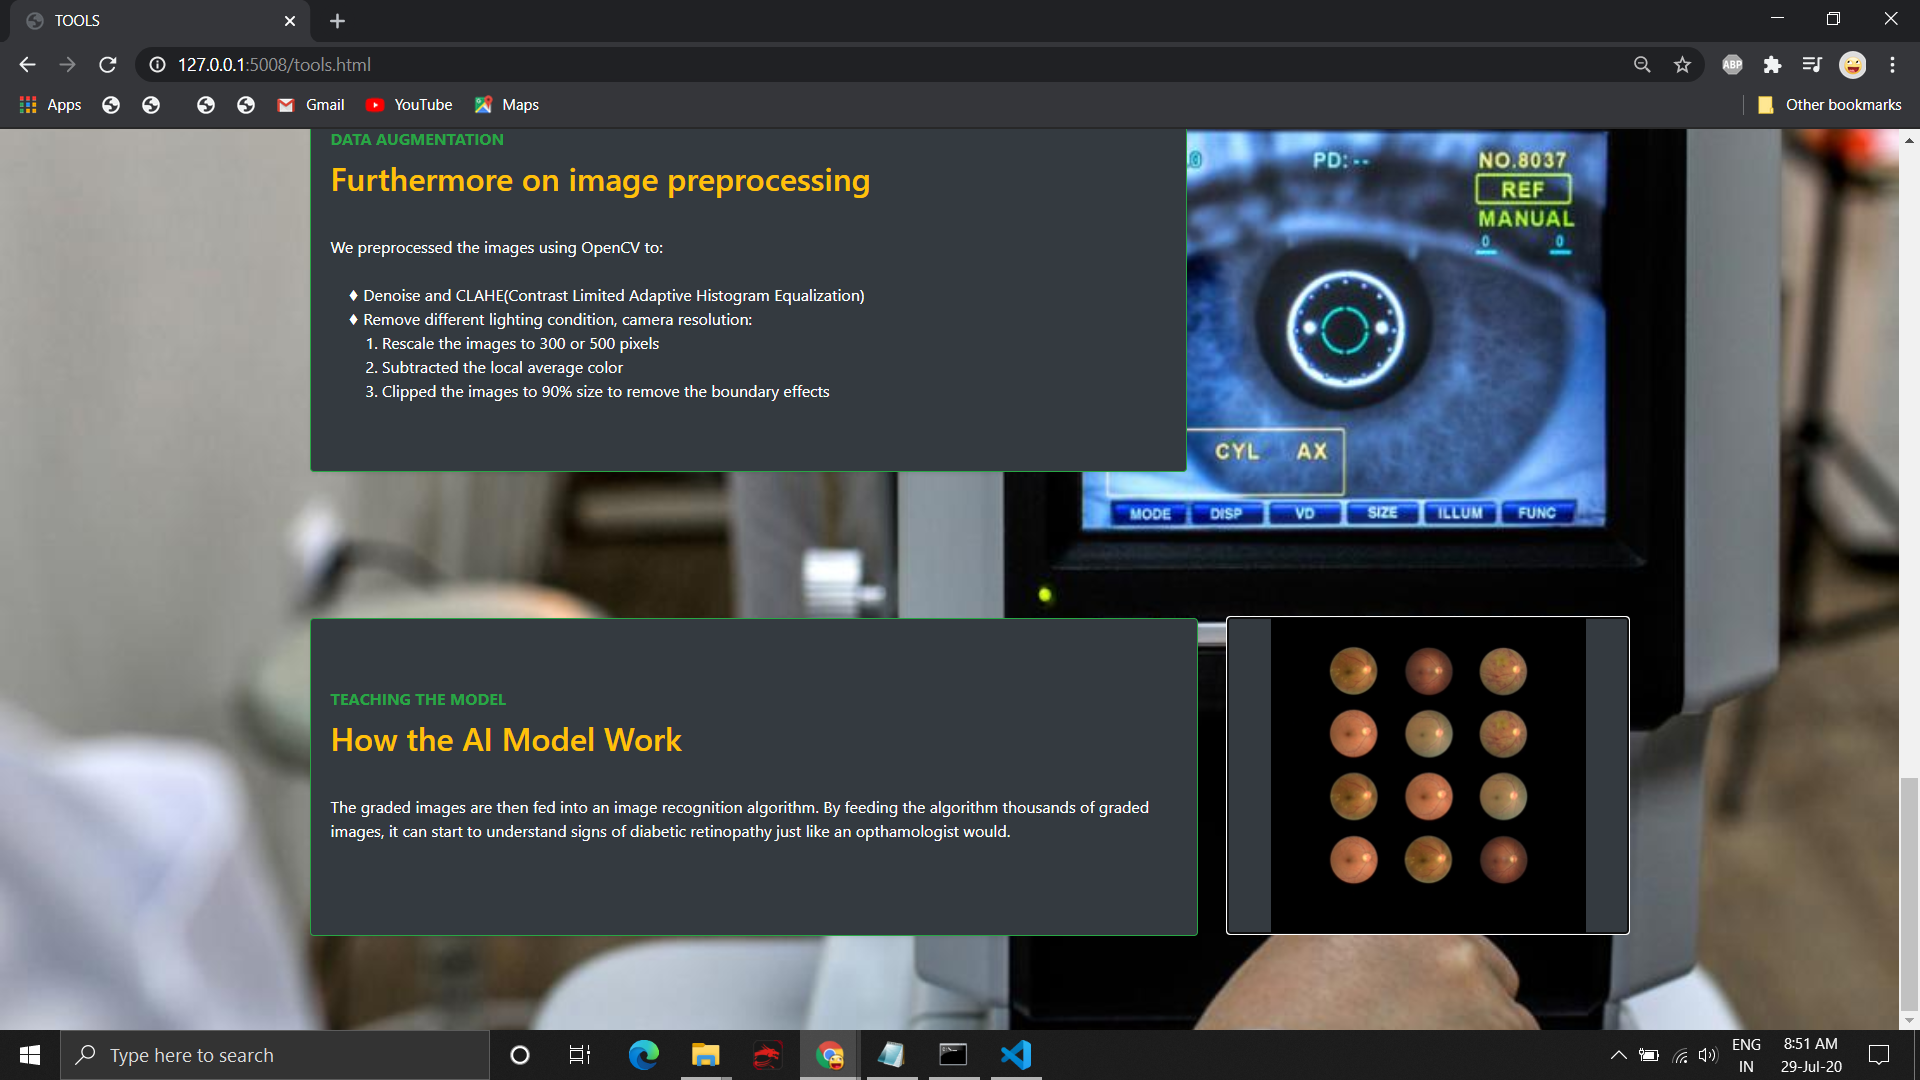 TOOLS
127.0.0.1:5008/tools.html
ABP
Apps
Gmail
YouTube
Maps
Other bookmarks
DATA AUGMENTATION
Furthermore on image preprocessing
We preprocessed the images using OpenCV to:
♦ Denoise and CLAHE(Contrast Limited Adaptive Histogram Equalization)
♦ Remove different lighting condition, camera resolution:
1. Rescale the images to 300 or 500 pixels
2. Subtracted the local average color
3. Clipped the images to 90% size to remove the boundary effects
PD:--
NO.8037
REF
MANUAL
0 0
CYL AX
MODE DISP VD SIZE ILLUM FUNC
TEACHING THE MODEL
How the AI Model Work
The graded images are then fed into an image recognition algorithm. By feeding the algorithm thousands of graded
images, it can start to understand signs of diabetic retinopathy just like an opthamologist would.
Type here to search
ENG
IN
8:51 AM
29-Jul-20